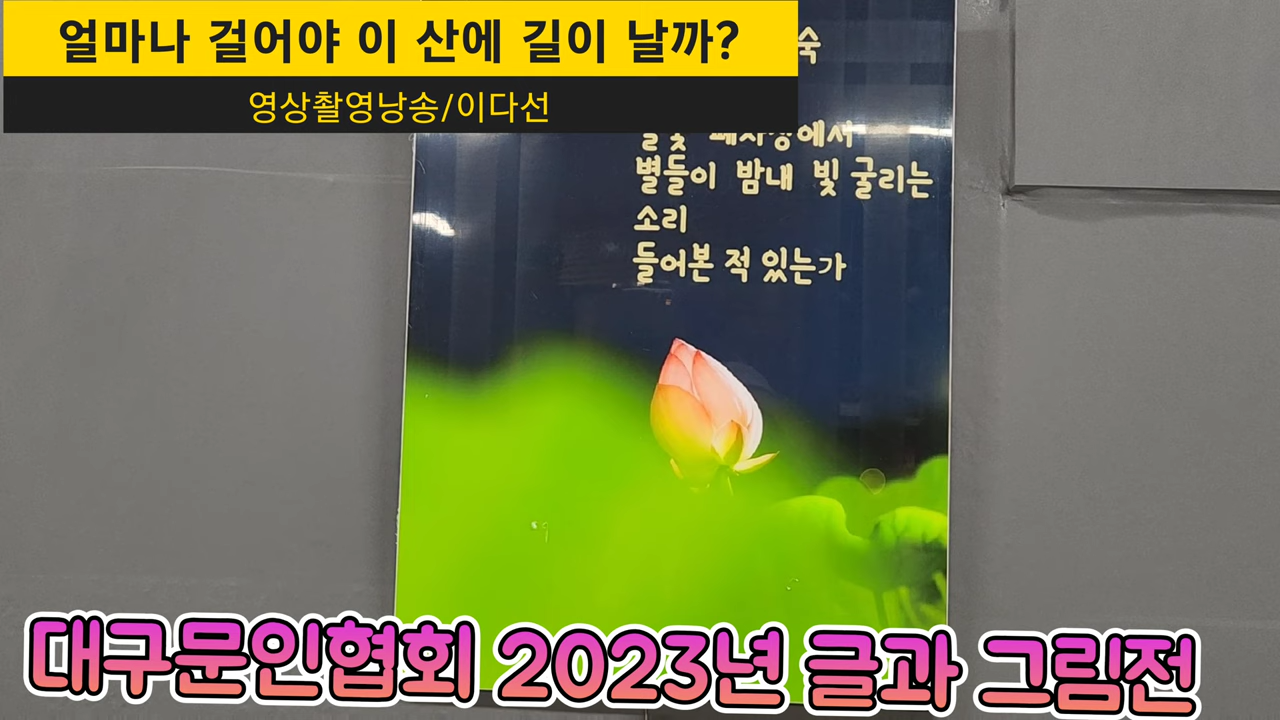 얼마나 걸어야 이 산에 길이 날까?
영상촬영낭송/이다선
숙
별들이 밤내 빛 굴리는
소리
들어본 적 있는가
대구문인협회 2023년 글과 그림전